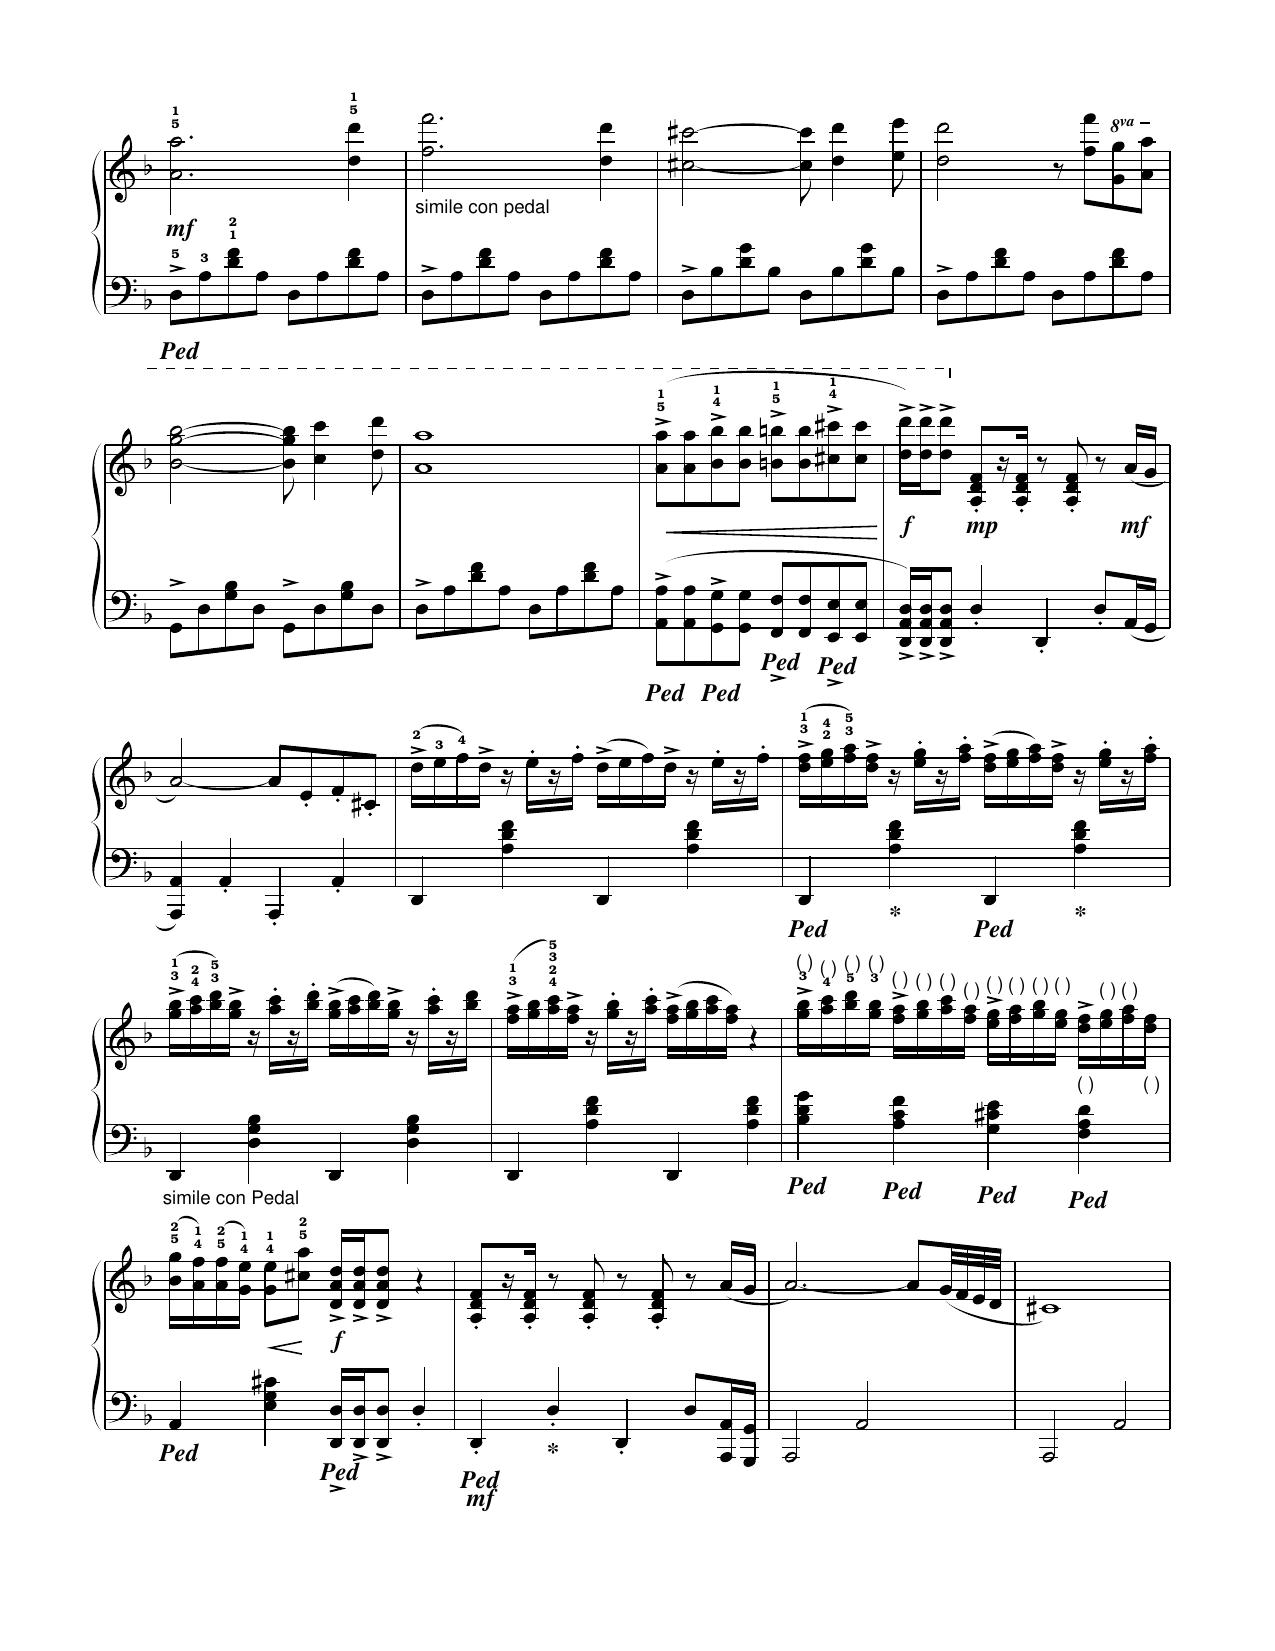 1 1
5 5
8va
simile con pedal
mf
2
5 3 1
Ped
1 1 1 1
5 4 5 4
f mp mf
Ped Ped
Ped Ped
2 3 4
1 4 5
3 2 3
Ped * Ped *
1 2 5
3 4 3
1 5
3 3
2
4
( ) ( ) ( ) ( ) ( ) ( ) ( ) ( ) ( ) ( ) ( ) ( ) ( ) ( )
3 4 5 3
( ) ( )
Ped Ped Ped Ped
simile con Pedal
2 1 2 1 1 2
5 4 5 4 4 5
f
Ped Ped
Ped *
mf